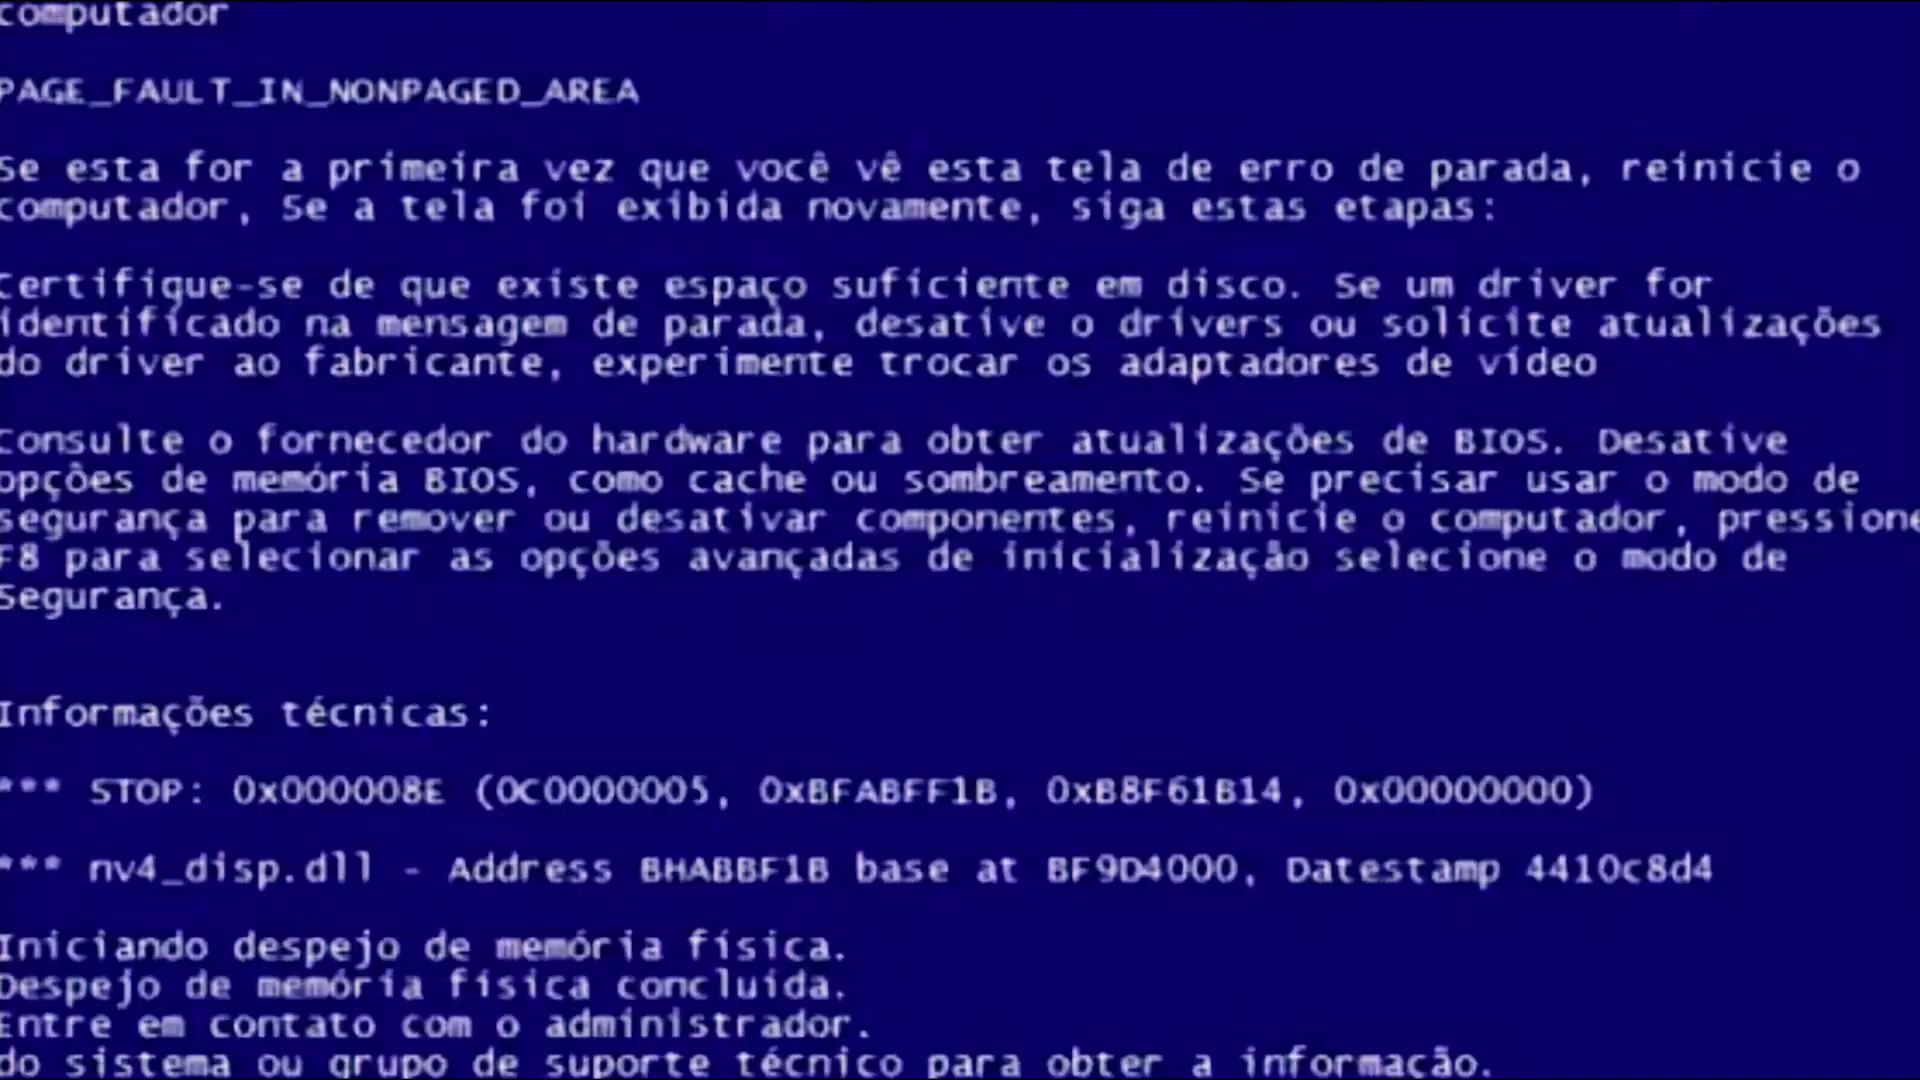 computador
PAGE_FAULT_IN_NONPAGED_AREA
Se esta for a primeira vez que você vê esta tela de erro de parada, reinicie o
computador, Se a tela foi exibida novamente, siga estas etapas:
Certifique-se de que existe espaço suficiente em disco. Se um driver for
identificado na mensagem de parada, desative o drivers ou solicite atualizações
do driver ao fabricante, experimente trocar os adaptadores de vídeo
Consulte o fornecedor do hardware para obter atualizações de BIOS. Desative
opções de memória BIOS, como cache ou sombreamento. Se precisar usar o modo de
segurança para remover ou desativar componentes, reinicie o computador, pressione
F8 para selecionar as opções avançadas de inicialização selecione o modo de
Segurança.
Informações técnicas:
*** STOP: 0x000008E (0C0000005, 0xBFABFF1B, 0xB8F61B14, 0x00000000)
*** nv4_disp.dll - Address BHABBF1B base at BF9D4000, Datestamp 4410c8d4
Iniciando despejo de memória física.
Despejo de memória física concluída.
Entre em contato com o administrador.
do sistema ou grupo de suporte técnico para obter a informação.